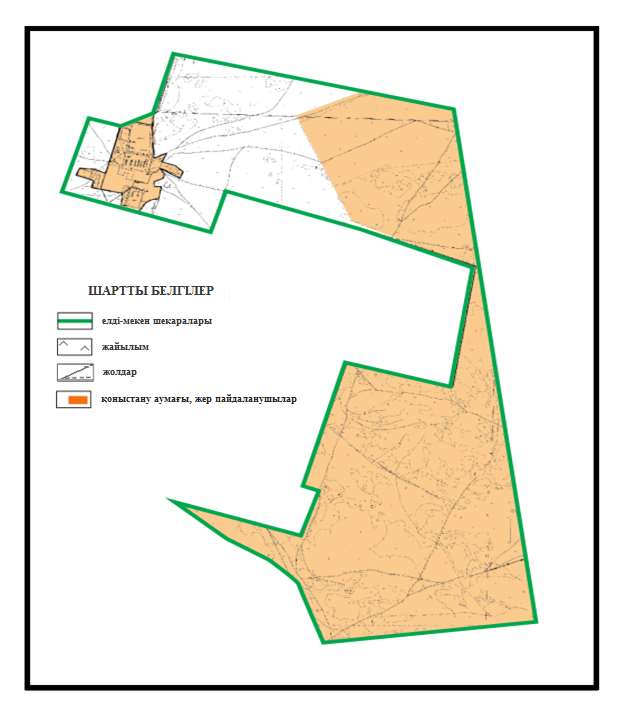 ШАРТТЫ БЕЛГІЛЕР
елді-мекен шекаралары
жайылым
жолдар
қоныстану аумағы, жер пайдаланушылар